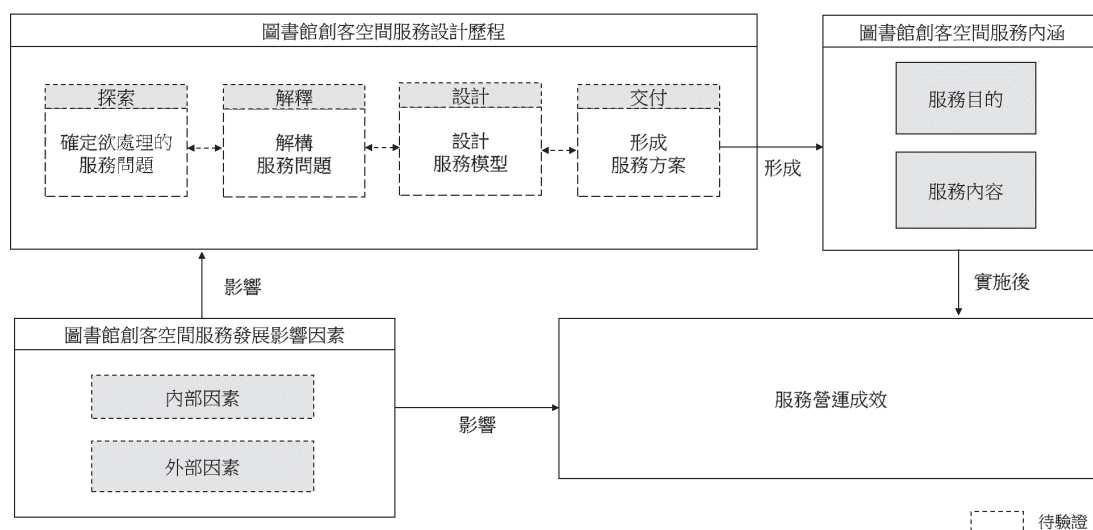 圖書館創客空間服務設計歷程
探索
確定欲處理的
服務問題
解釋
解構
服務問題
設計
設計
服務模型
交付
形成
服務方案
形成
圖書館創客空間服務內涵
服務目的
服務內容
影響
實施後
圖書館創客空間服務發展影響因素
內部因素
外部因素
影響
服務營運成效
待驗證